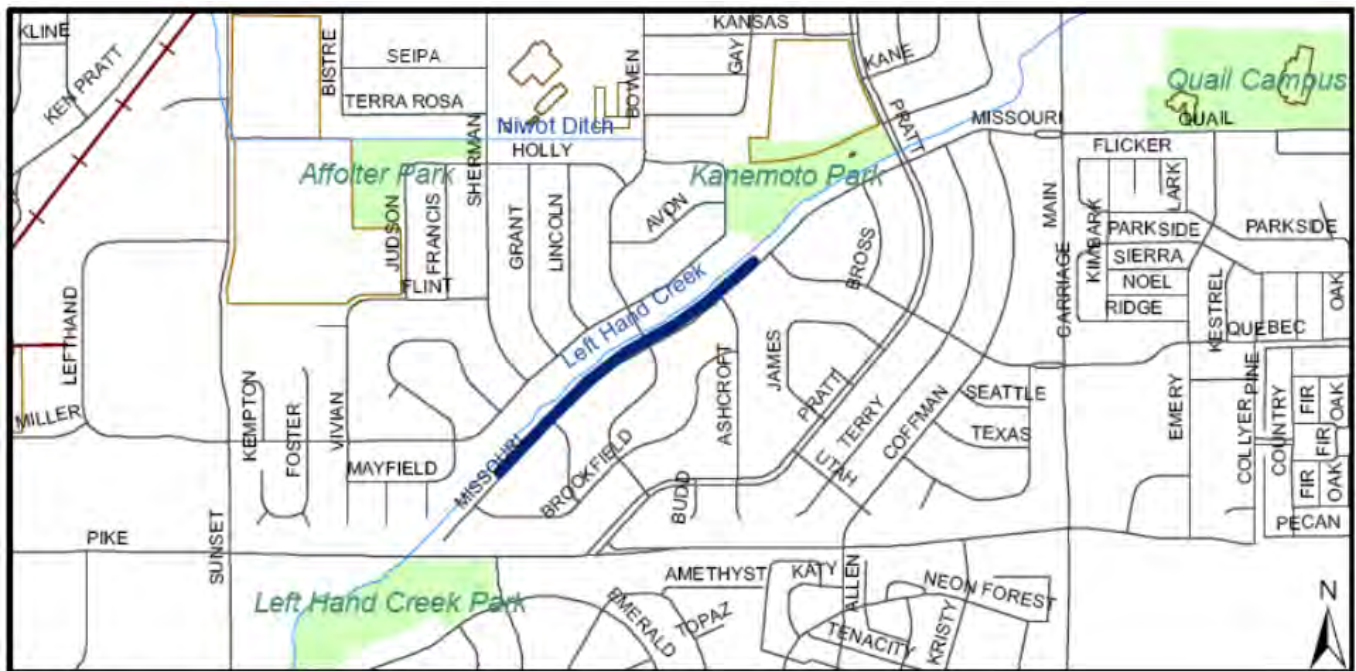 KLINE
KANSAS
KEN PRATT
BISTRE
SEIPA
BOWEN
GAY
KANE
Quail Campus
TERRA ROSA
PRATT
MISSOURI
QUAIL
Niwot Ditch
HOLLY
SHERMAN
FLICKER
Affolter Park
Kanemoto Park
LARK
JUDSON
FRANCIS
GRANT
LINCOLN
AVON
MAIN
KIMBARK
PARKSIDE
PARKSIDE
BROSS
SIERRA
FLINT
NOEL
OAK
Left Hand Creek
CARRIAGE
RIDGE
KESTREL
QUEBEC
LEFTHAND
ASHCROFT
JAMES
PINE
KEMPTON
FOSTER
VIVIAN
PRATT
TERRY
COFFMAN
SEATTLE
EMERY
COLLYER
COUNTRY
FIR
OAK
MILLER
TEXAS
FIR
MAYFIELD
MISSOURI
BROOKFIELD
BUDD
UTAH
FIR
OAK
PIKE
SUNSET
PECAN
AMETHYST
KATY
ALLEN
NEON FOREST
Left Hand Creek Park
EMERALD
TOPAZ
TENACITY
KRISTY
N